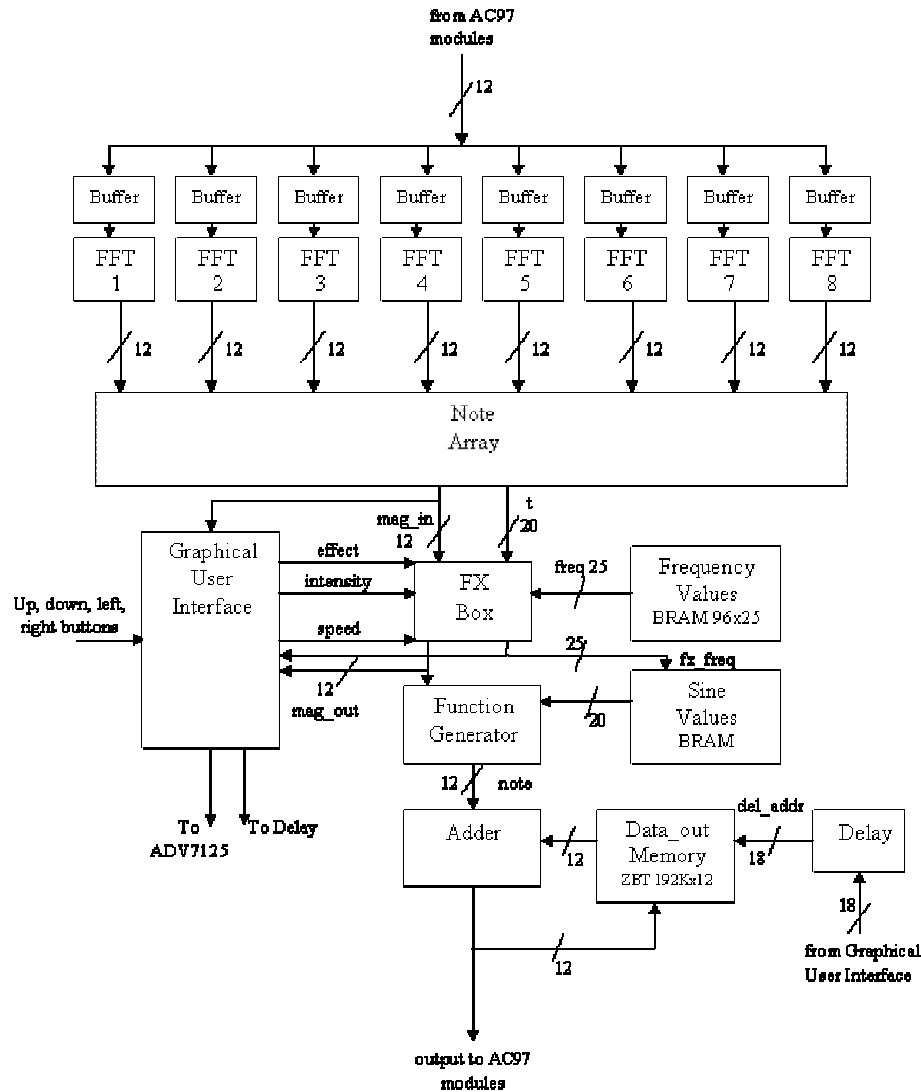 from AC97
modules
12
Buffer Buffer Buffer Buffer Buffer Buffer Buffer Buffer
FFT FFT FFT FFT FFT FFT FFT FFT
1 2 3 4 5 6 7 8
12 12 12 12 12 12 12 12
Note
Array
mag_in
12
t
20
Graphical
User
Interface
effect
intensity
speed
Up, down, left,
right buttons
FX
Box
freq 25
Frequency
Values
BRAM 96x25
25
fx_freq
12
mag_out
Function
Generator
20
Sine
Values
BRAM
12 note
To
ADV7125
To Delay
Adder
12
Data_out
Memory
ZBT 192Kx12
del_addr
18
Delay
18
from Graphical
User Interface
12
output to AC97
modules